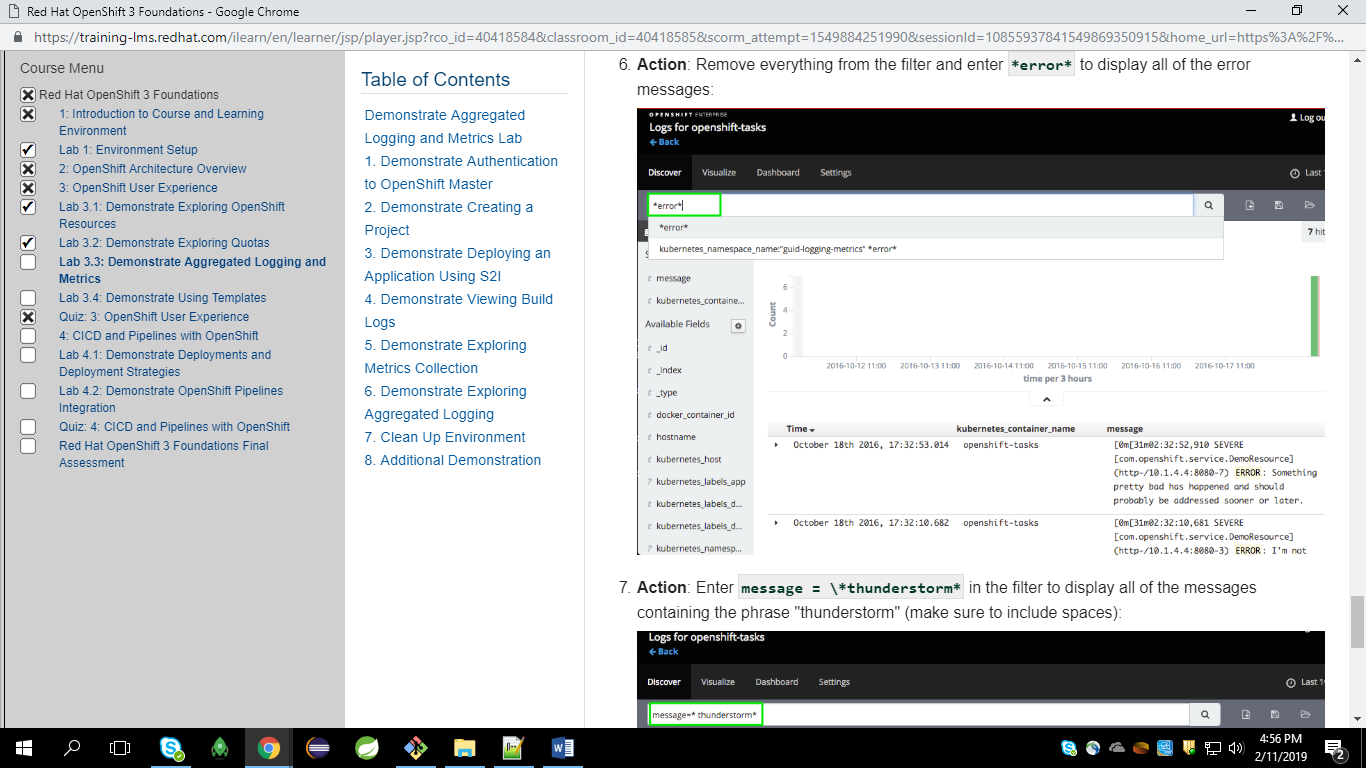 Red Hat OpenShift 3 Foundations - Google Chrome
https://training-lms.redhat.com/ilearn/en/learner/jsp/player.jsp?rco_id=40418584&classroom_id=40418585&scorm_attempt=1549884251990&sessionId=10855937841549869350915&home_url=https%3A%2F%...
Course Menu
Red Hat OpenShift 3 Foundations
1: Introduction to Course and Learning
Environment
Lab 1: Environment Setup
2: OpenShift Architecture Overview
3: OpenShift User Experience
Lab 3.1: Demonstrate Exploring OpenShift
Resources
Lab 3.2: Demonstrate Exploring Quotas
Lab 3.3: Demonstrate Aggregated Logging and
Metrics
Lab 3.4: Demonstrate Using Templates
Quiz: 3: OpenShift User Experience
4: CICD and Pipelines with OpenShift
Lab 4.1: Demonstrate Deployments and
Deployment Strategies
Lab 4.2: Demonstrate OpenShift Pipelines
Integration
Quiz: 4: CICD and Pipelines with OpenShift
Red Hat OpenShift 3 Foundations Final
Assessment
Table of Contents
Demonstrate Aggregated
Logging and Metrics Lab
1. Demonstrate Authentication
to OpenShift Master
2. Demonstrate Creating a
Project
3. Demonstrate Deploying an
Application Using S2I
4. Demonstrate Viewing Build
Logs
5. Demonstrate Exploring
Metrics Collection
6. Demonstrate Exploring
Aggregated Logging
7. Clean Up Environment
8. Additional Demonstration
6. Action: Remove everything from the filter and enter *error* to display all of the error
messages:
OPENSHIFT ENTERPRISE
Logs for openshift-tasks
Log ou
Back
Discover Visualize Dashboard Settings Last 
*error*
*error*
kubernetes_namespace_name:"guid-logging-metrics" *error*
7 hit
S
t message
t kubernetes_containe...
Available Fields
t _id
t _index
t _type
t docker_container_id
t hostname
t kubernetes_host
? kubernetes_labels_app
t kubernetes_labels_d...
t kubernetes_labels_d...
? kubernetes_namesp...
Count
6
4
2
0
2016-10-12 11:00 2016-10-13 11:00 2016-10-14 11:00 2016-10-15 11:00 2016-10-16 11:00 2016-10-17 11:00
time per 3 hours
Time kubernetes_container_name message
October 18th 2016, 17:32:53.014 openshift-tasks [0m[31m02:32:52,910 SEVERE
[com.openshift.service.DemoResource]
(http-/10.1.4.4:8080-7) ERROR: Something
pretty bad has happened and should
probably be addressed sooner or later.
October 18th 2016, 17:32:10.682 openshift-tasks [0m[31m02:32:10,681 SEVERE
[com.openshift.service.DemoResource]
(http-/10.1.4.4:8080-3) ERROR: I'm not
7. Action: Enter message = \*thunderstorm* in the filter to display all of the messages
containing the phrase "thunderstorm" (make sure to include spaces):
Logs for openshift-tasks
Back
Discover Visualize Dashboard Settings Last 1
message=* thunderstorm*
4:56 PM
2/11/2019
2